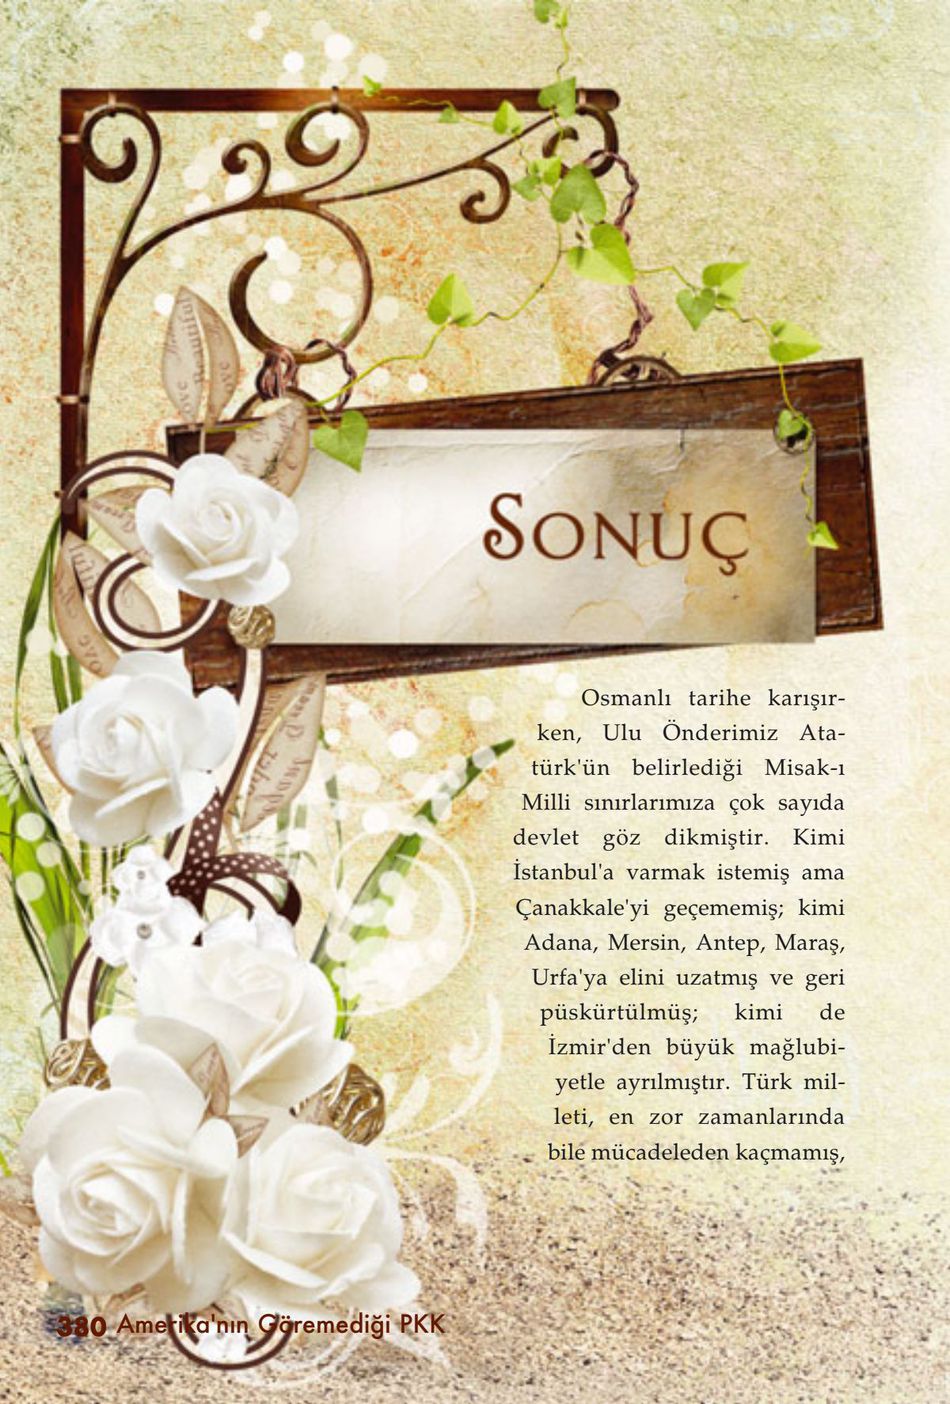 SONUÇ
Osmanlı tarihe karışır-
ken, Ulu Önderimiz Ata-
türk'ün belirlediği Misak-ı
Milli sınırlarımıza çok sayıda
devlet göz dikmiştir. Kimi
İstanbul'a varmak istemiş ama
Çanakkale'yi geçememiş; kimi
Adana, Mersin, Antep, Maraş,
Urfa'ya elini uzatmış ve geri
püskürtülmüş; kimi de
İzmir'den büyük mağlubi-
yetle ayrılmıştır. Türk mil-
leti, en zor zamanlarında
bile mücadeleden kaçmamış,
380 Amerika'nın Göremediği PKK